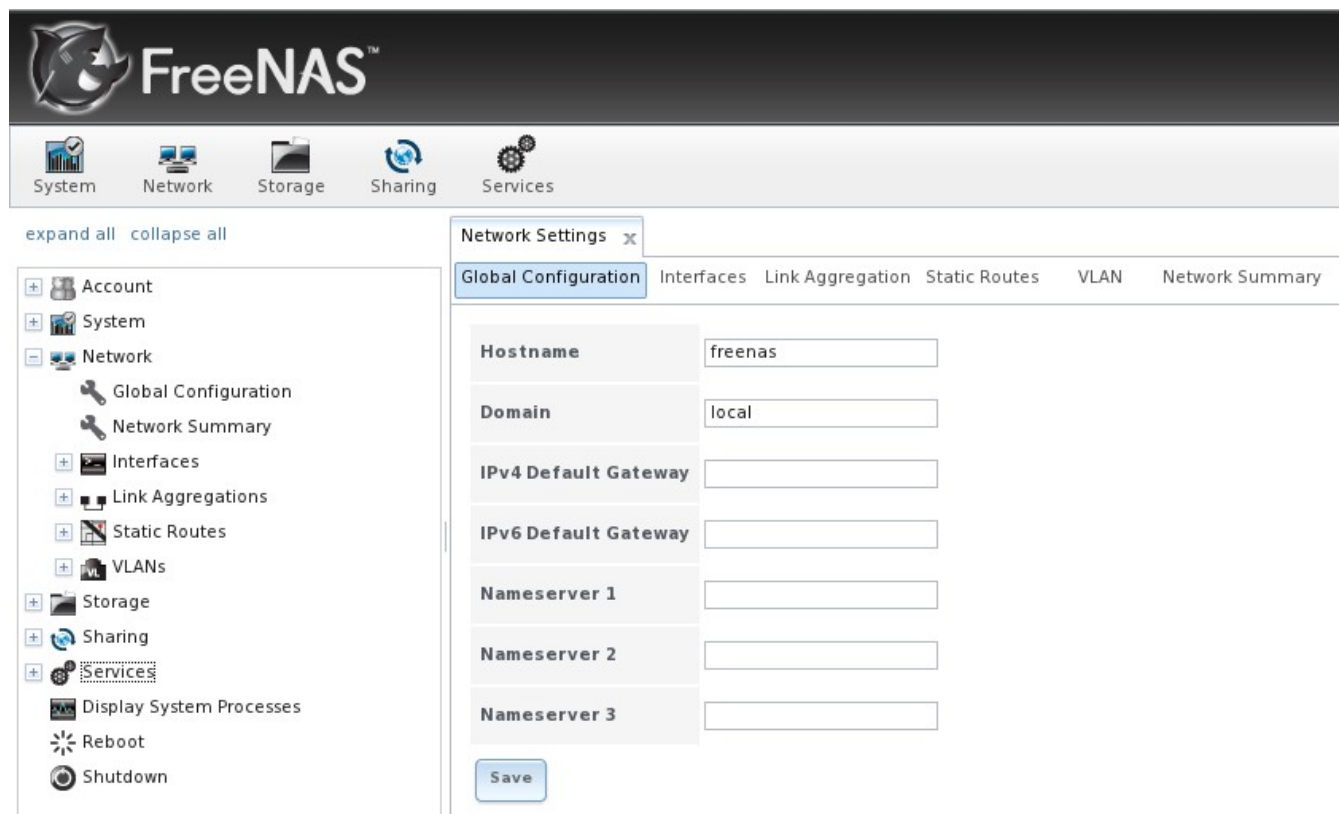 FreeNAS™
System Network Storage Sharing Services
expand all collapse all
Account
System
Network
Global Configuration
Network Summary
Interfaces
Link Aggregations
Static Routes
VLANs
Storage
Sharing
Services
Display System Processes
Reboot
Shutdown
Network Settings x
Global Configuration Interfaces Link Aggregation Static Routes VLAN Network Summary
Hostname freenas
Domain local
IPv4 Default Gateway
IPv6 Default Gateway
Nameserver 1
Nameserver 2
Nameserver 3
Save